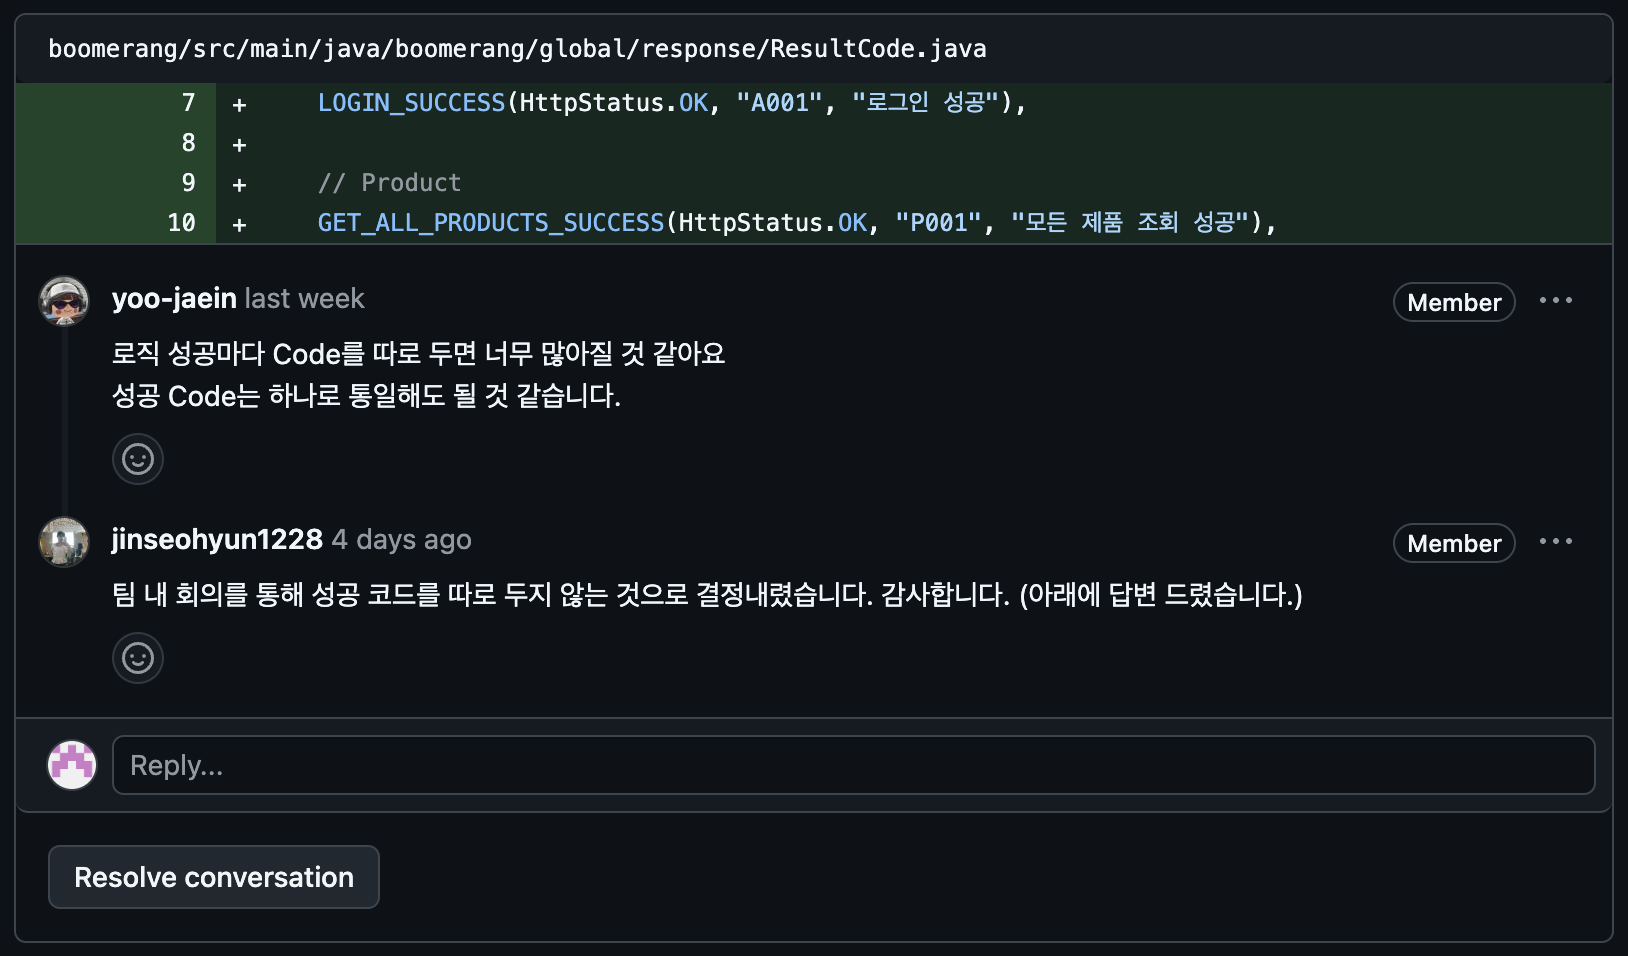 boomerang/src/main/java/boomerang/global/response/ResultCode.java
7 + LOGIN_SUCCESS(HttpStatus.OK, "A001", "로그인 성공"),
8 +
9 + // Product
10 + GET_ALL_PRODUCTS_SUCCESS(HttpStatus.OK, "P001", "모든 제품 조회 성공"),
yoo-jaein last week Member ...
로직 성공마다 Code를 따로 두면 너무 많아질 것 같아요
성공 Code는 하나로 통일해도 될 것 같습니다.
jinseohyun1228 4 days ago Member ...
팀 내 회의를 통해 성공 코드를 따로 두지 않는 것으로 결정내렸습니다. 감사합니다. (아래에 답변 드렸습니다.)
Reply...
Resolve conversation